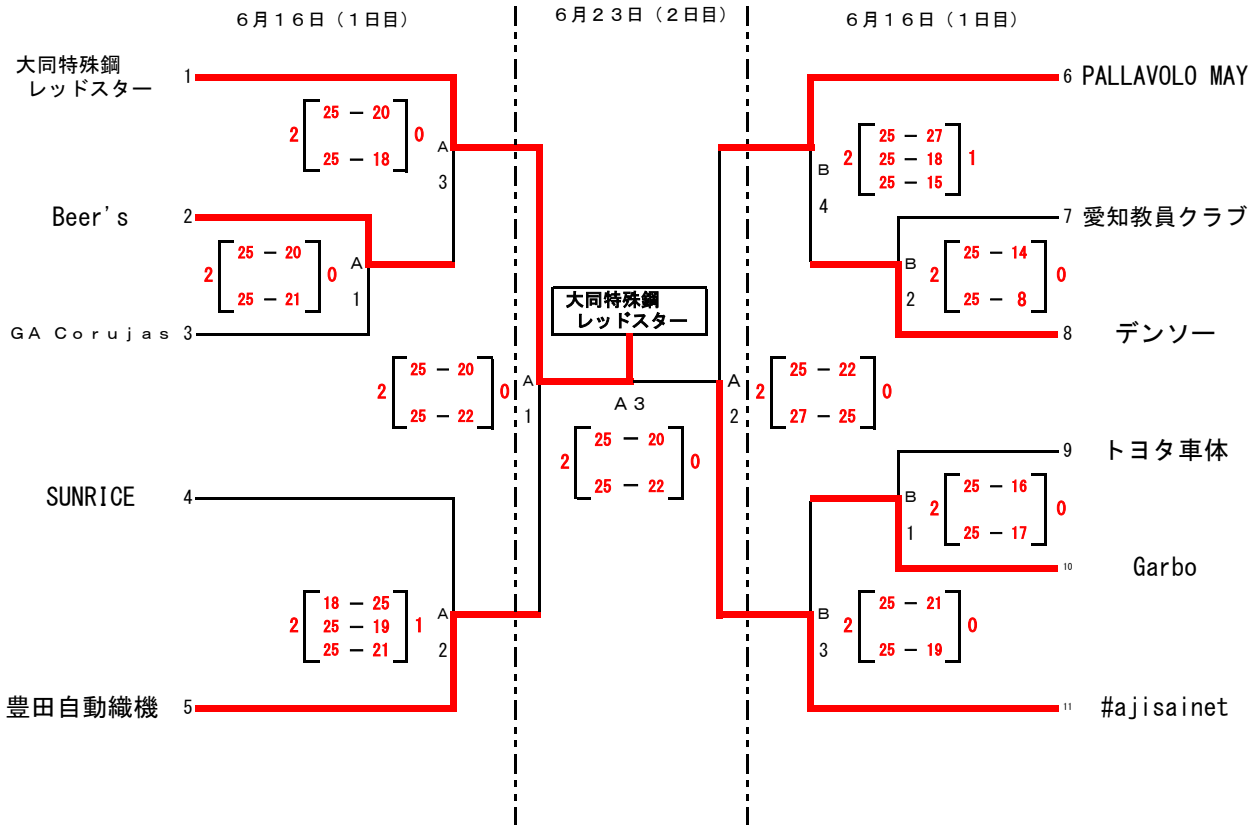 ６月１６日（１日目）
６月２３日（２日目）
６月１６日（１日目）
大同特殊鋼
レッドスター
1
6 PALLAVOLO MAY
2
25 － 20
25 － 18
0
A
3
B
4
2
25 － 27
25 － 18
25 － 15
1
Beer's
2
7 愛知教員クラブ
2
25 － 20
25 － 21
0
A
1
B
2
2
25 － 14
25 － 8
0
GA Corujas 3
8 デンソー
大同特殊鋼
レッドスター
2
25 － 20
25 － 22
0
A
1
A
2
2
25 － 22
27 － 25
0
A３
2
25 － 20
25 － 22
0
9 トヨタ車体
SUNRICE 4
B
1
2
25 － 16
25 － 17
0
10 Garbo
2
18 － 25
25 － 19
25 － 21
1
A
2
B
3
2
25 － 21
25 － 19
0
豊田自動織機 5
11 #ajisainet